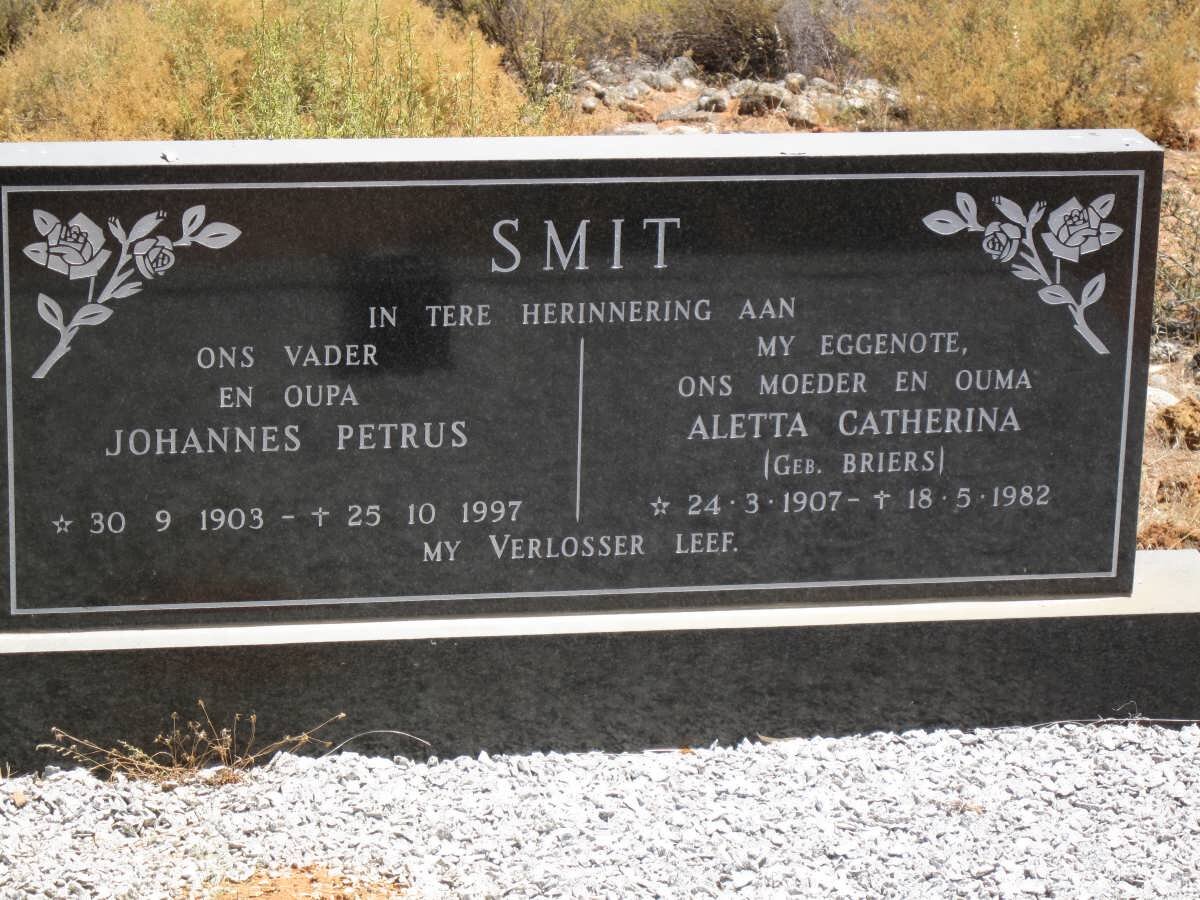 SMIT
IN TERE HERINNERING AAN
ONS VADER
EN OUPA
JOHANNES PETRUS
☆ 30 9 1903 - ✝ 25 10 1997
MY EGGENOTE,
ONS MOEDER EN OUMA
ALETTA CATHERINA
(GEB. BRIERS)
☆ 24·3·1907- ✝ 18·5·1982
MY VERLOSSER LEEF.